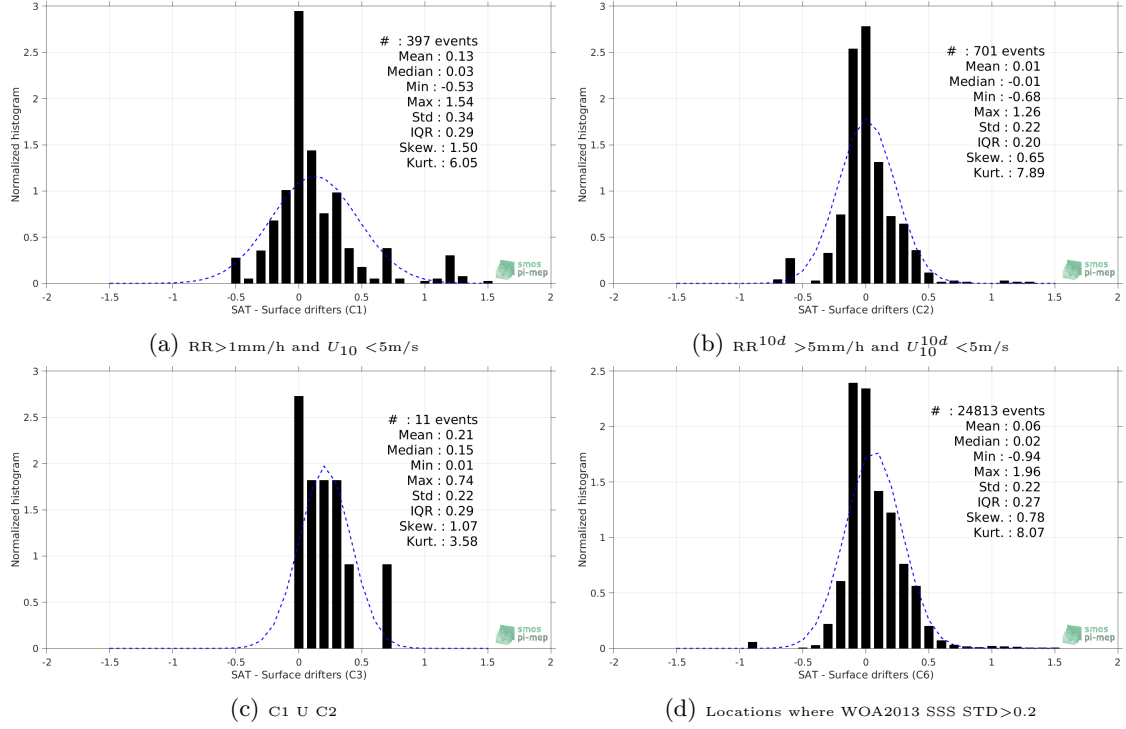 3
2.5
2
1.5
1
0.5
0
Normalized histogram
# : 397 events
Mean : 0.13
Median : 0.03
Min : -0.53
Max : 1.54
Std : 0.34
IQR : 0.29
Skew. : 1.50
Kurt. : 6.05
smos
pi-mep
-2 -1.5 -1 -0.5 0 0.5 1 1.5 2
SAT - Surface drifters (C1)
(a) RR>1mm/h and U10 <5m/s
3
2.5
2
1.5
1
0.5
0
Normalized histogram
# : 701 events
Mean : 0.01
Median : -0.01
Min : -0.68
Max : 1.26
Std : 0.22
IQR : 0.20
Skew. : 0.65
Kurt. : 7.89
smos
pi-mep
-2 -1.5 -1 -0.5 0 0.5 1 1.5 2
SAT - Surface drifters (C2)
(b) RR^10d >5mm/h and U10^10d <5m/s
3
2.5
2
1.5
1
0.5
0
Normalized histogram
# : 11 events
Mean : 0.21
Median : 0.15
Min : 0.01
Max : 0.74
Std : 0.22
IQR : 0.29
Skew. : 1.07
Kurt. : 3.58
smos
pi-mep
-2 -1.5 -1 -0.5 0 0.5 1 1.5 2
SAT - Surface drifters (C3)
(c) C1 U C2
2.5
2
1.5
1
0.5
0
Normalized histogram
# : 24813 events
Mean : 0.06
Median : 0.02
Min : -0.94
Max : 1.96
Std : 0.22
IQR : 0.27
Skew. : 0.78
Kurt. : 8.07
smos
pi-mep
-2 -1.5 -1 -0.5 0 0.5 1 1.5 2
SAT - Surface drifters (C6)
(d) Locations where WOA2013 SSS STD>0.2